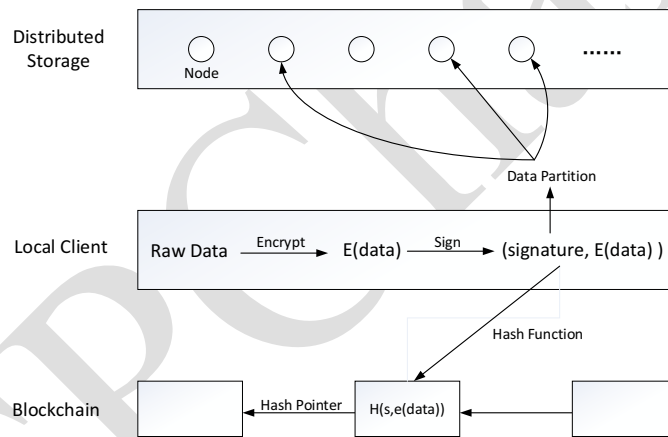 Distributed
Storage
Node
......
Data Partition
Local Client
Raw Data
Encrypt
E(data)
Sign
(signature, E(data) )
Hash Function
Blockchain
Hash Pointer
H(s,e(data))